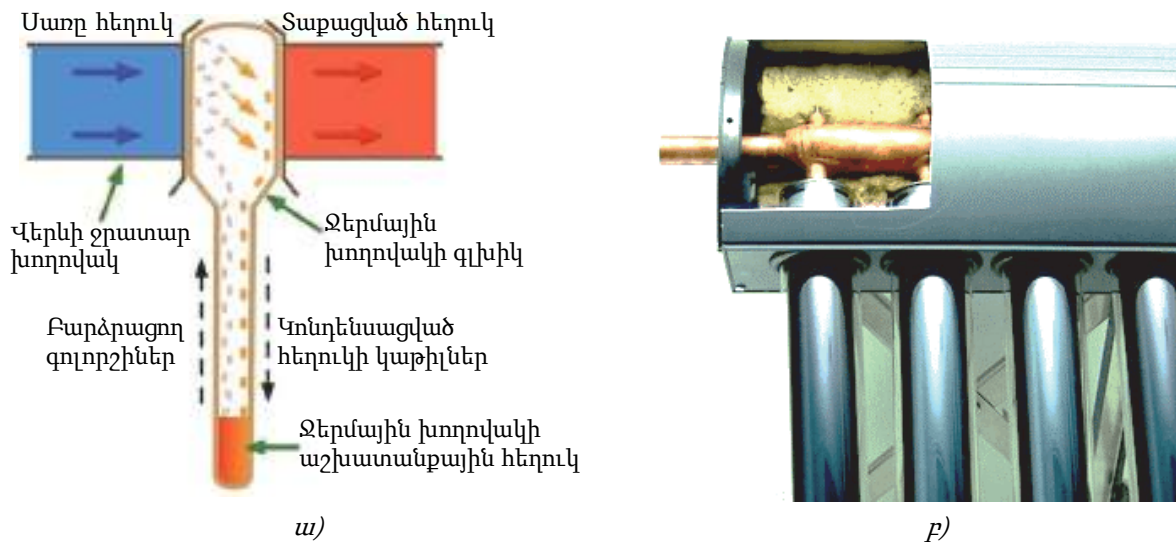 Սառը հեղուկ
Տաքացված հեղուկ
Վերևի ջրատար
խողովակ
Ջերմային
խողովակի գլխիկ
Բարձրացող
գոլորշիներ
Կոնդենսացված
հեղուկի կաթիլներ
Ջերմային խողովակի
աշխատանքային հեղուկ
ա)
բ)